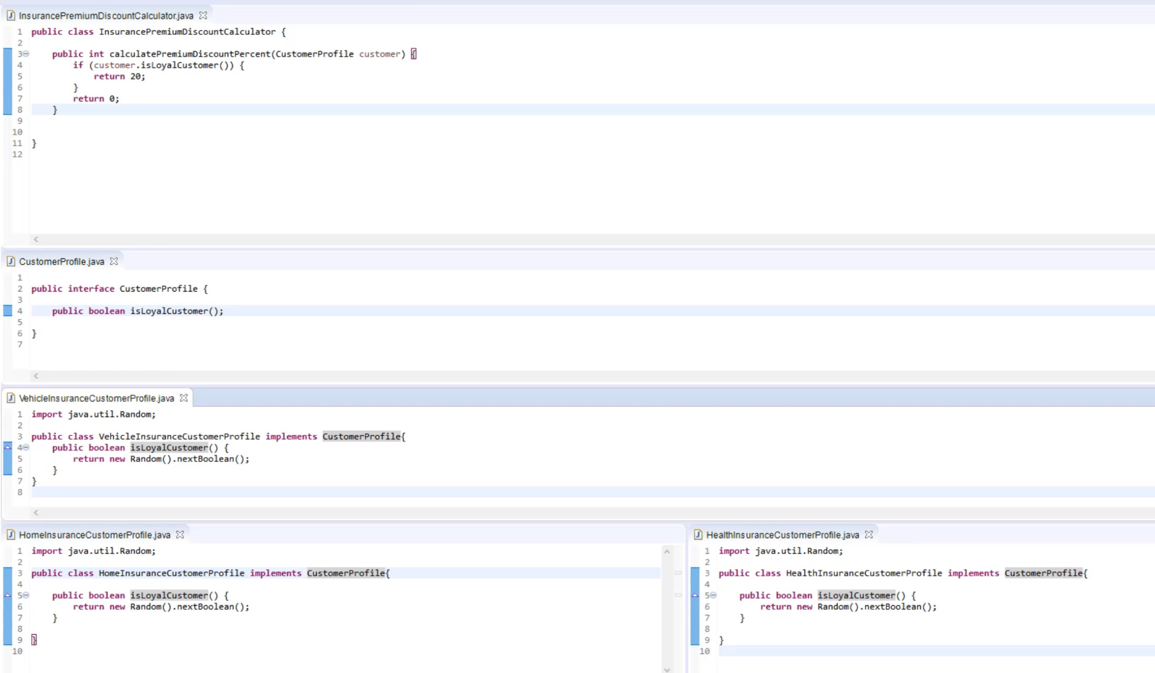 InsurancePremiumDiscountCalculator.java
1 public class InsurancePremiumDiscountCalculator {
2
3 public int calculatePremiumDiscountPercent(CustomerProfile customer) {
4 if (customer.isLoyalCustomer()) {
5 return 20;
6 }
7 return 0;
8 }
9
10
11 }
12
CustomerProfile.java
1
2 public interface CustomerProfile {
3
4 public boolean isLoyalCustomer();
5
6 }
7
VehicleInsuranceCustomerProfile.java
1 import java.util.Random;
2
3 public class VehicleInsuranceCustomerProfile implements CustomerProfile{
4 public boolean isLoyalCustomer() {
5 return new Random().nextBoolean();
6 }
7 }
8
HomeInsuranceCustomerProfile.java
1 import java.util.Random;
2
3 public class HomeInsuranceCustomerProfile implements CustomerProfile{
4
5 public boolean isLoyalCustomer() {
6 return new Random().nextBoolean();
7 }
8
9 }
10
HealthInsuranceCustomerProfile.java
1 import java.util.Random;
2
3 public class HealthInsuranceCustomerProfile implements CustomerProfile{
4
5 public boolean isLoyalCustomer() {
6 return new Random().nextBoolean();
7 }
8
9 }
10